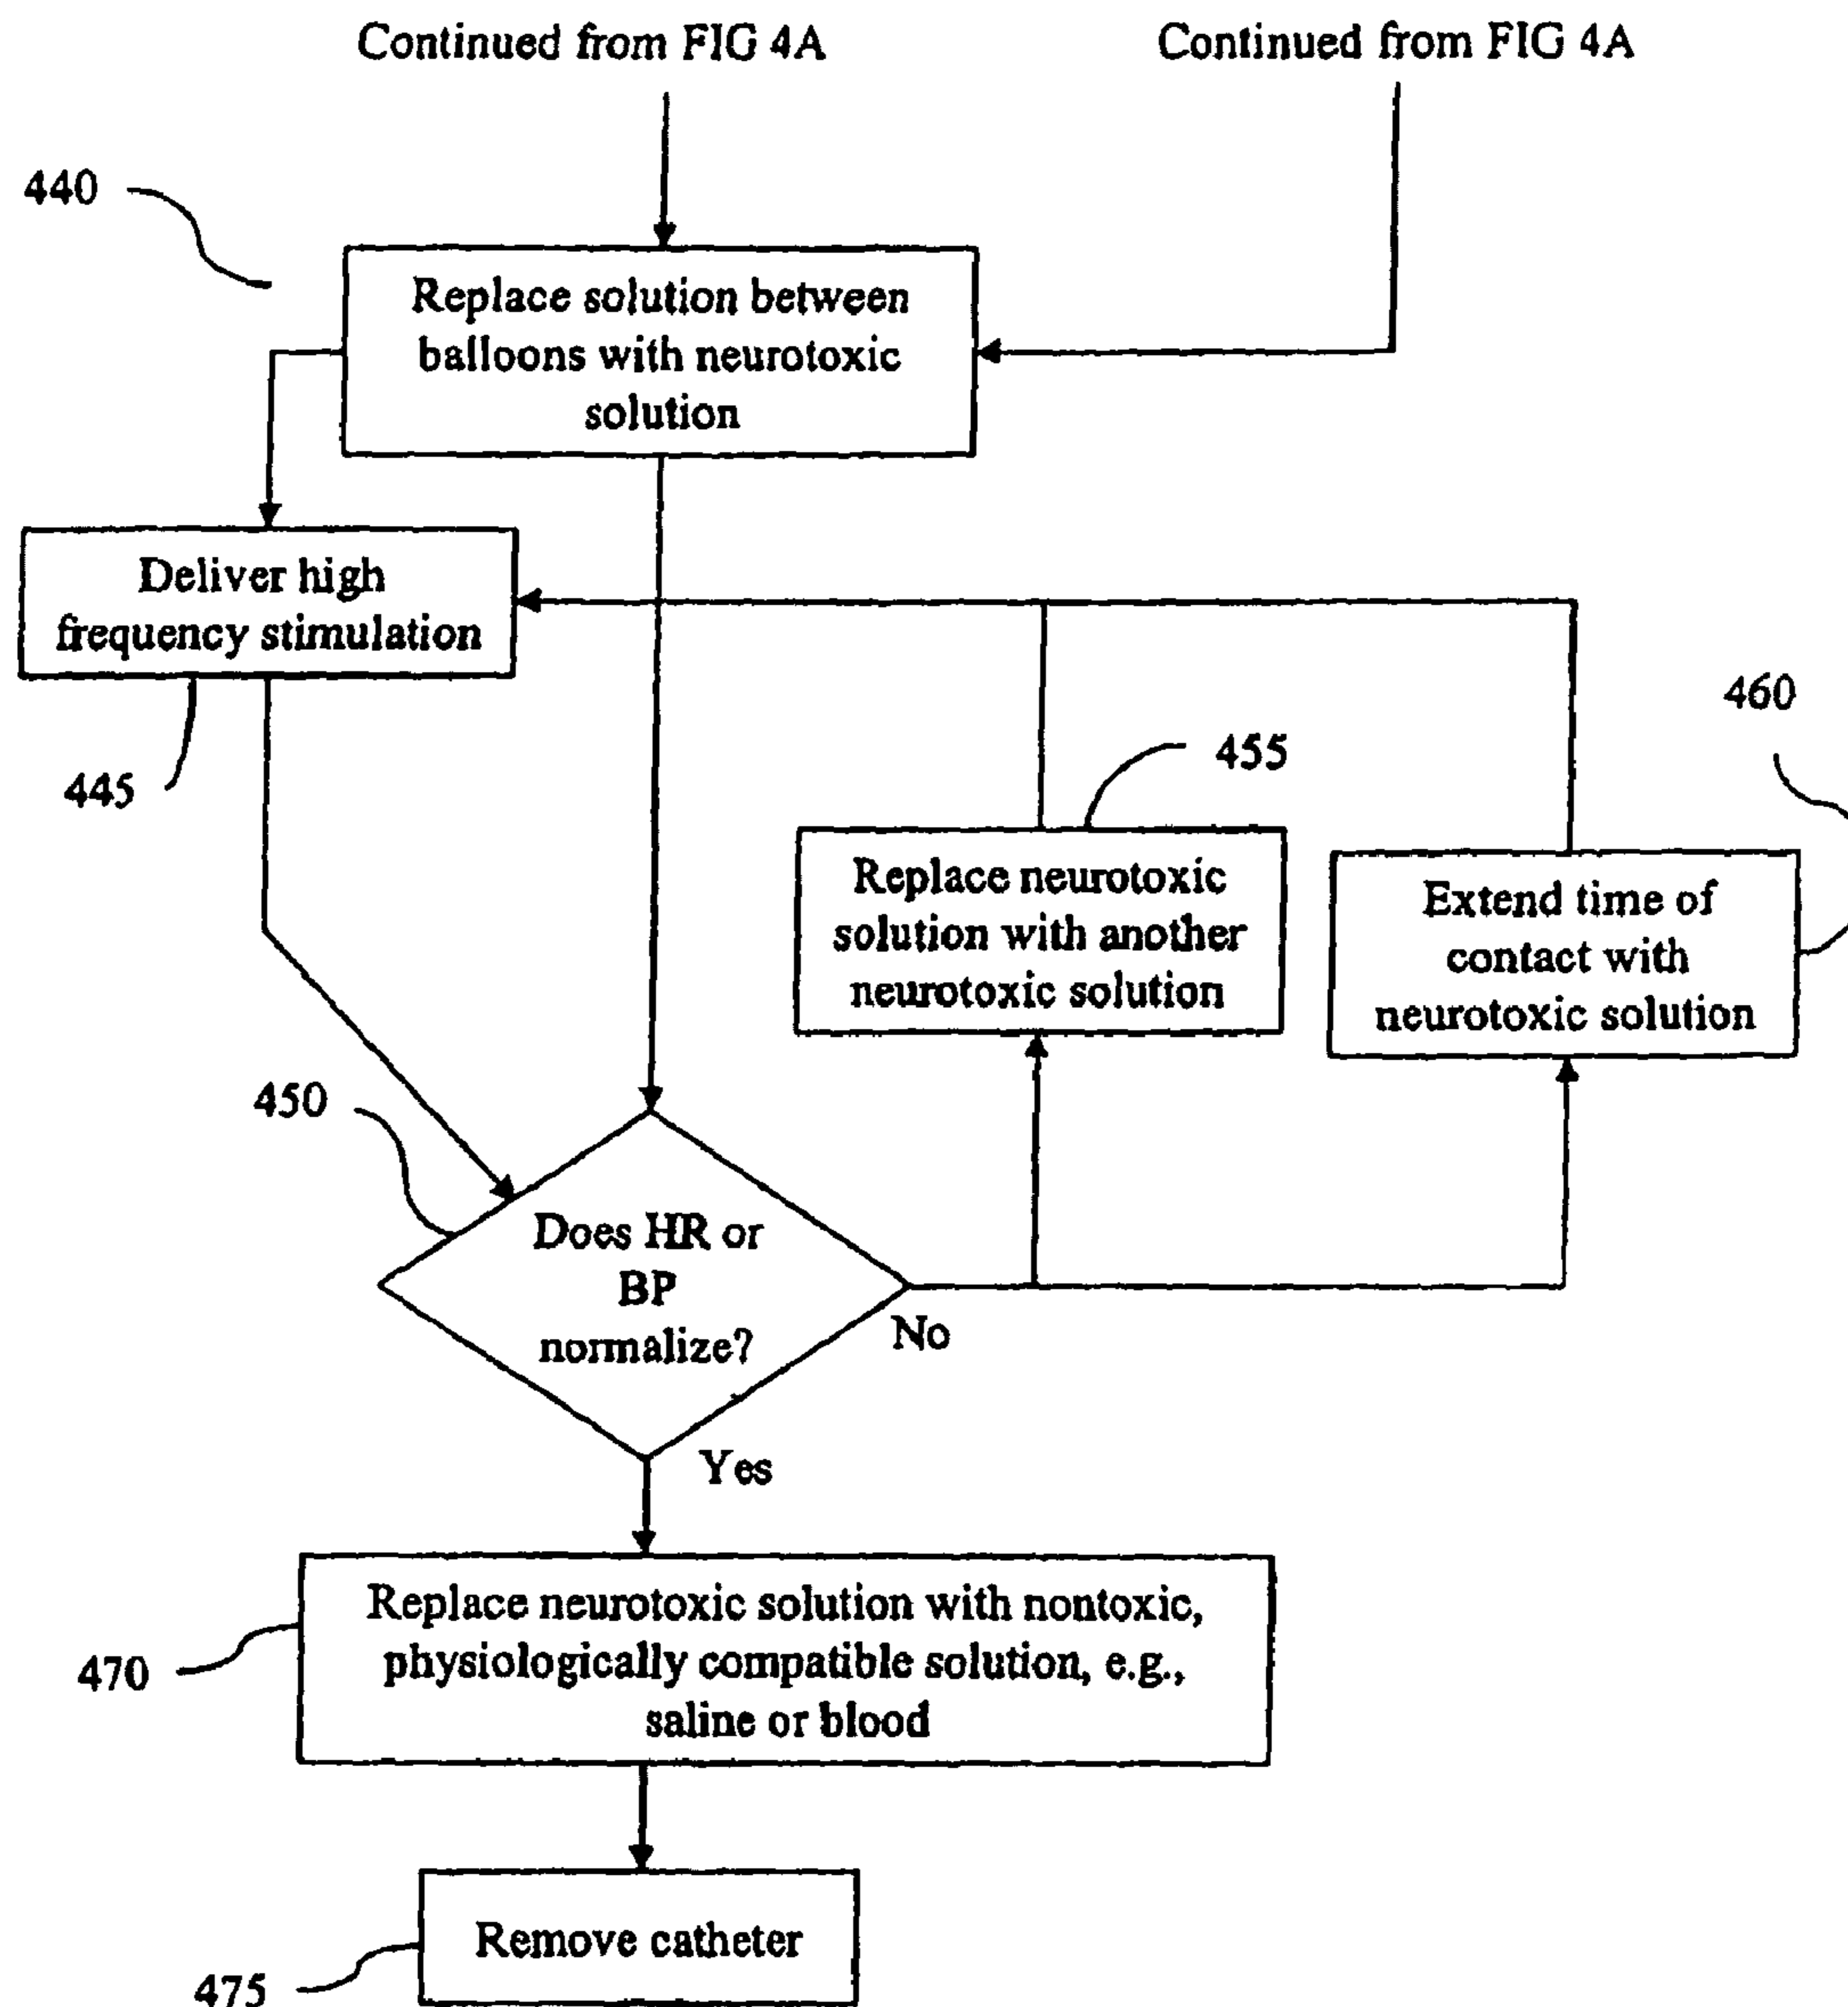 Continued from FIG 4A
Continued from FIG 4A
440
Replace solution between
balloons with neurotoxic
solution
Deliver high
frequency stimulation
445
460
455
Replace neurotoxic
solution with another
neurotoxic solution
Extend time of
contact with
neurotoxic solution
450
Does HR or
BP
normalize?
No
Yes
Replace neurotoxic solution with nontoxic,
physiologically compatible solution, e.g.,
saline or blood
470
Remove catheter
475